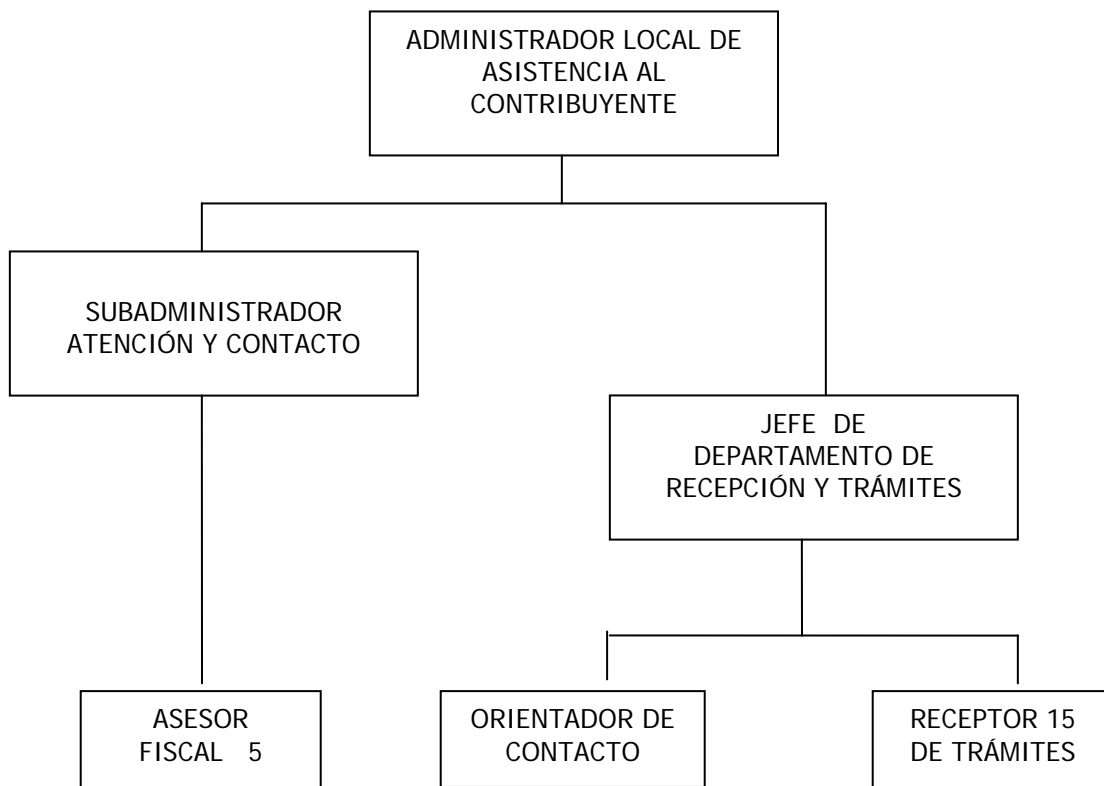 ADMINISTRADOR LOCAL DE
ASISTENCIA AL
CONTRIBUYENTE
SUBADMINISTRADOR
ATENCIÓN Y CONTACTO
JEFE DE
DEPARTAMENTO DE
RECEPCIÓN Y TRÁMITES
ASESOR
FISCAL 5
ORIENTADOR DE
CONTACTO
RECEPTOR 15
DE TRÁMITES